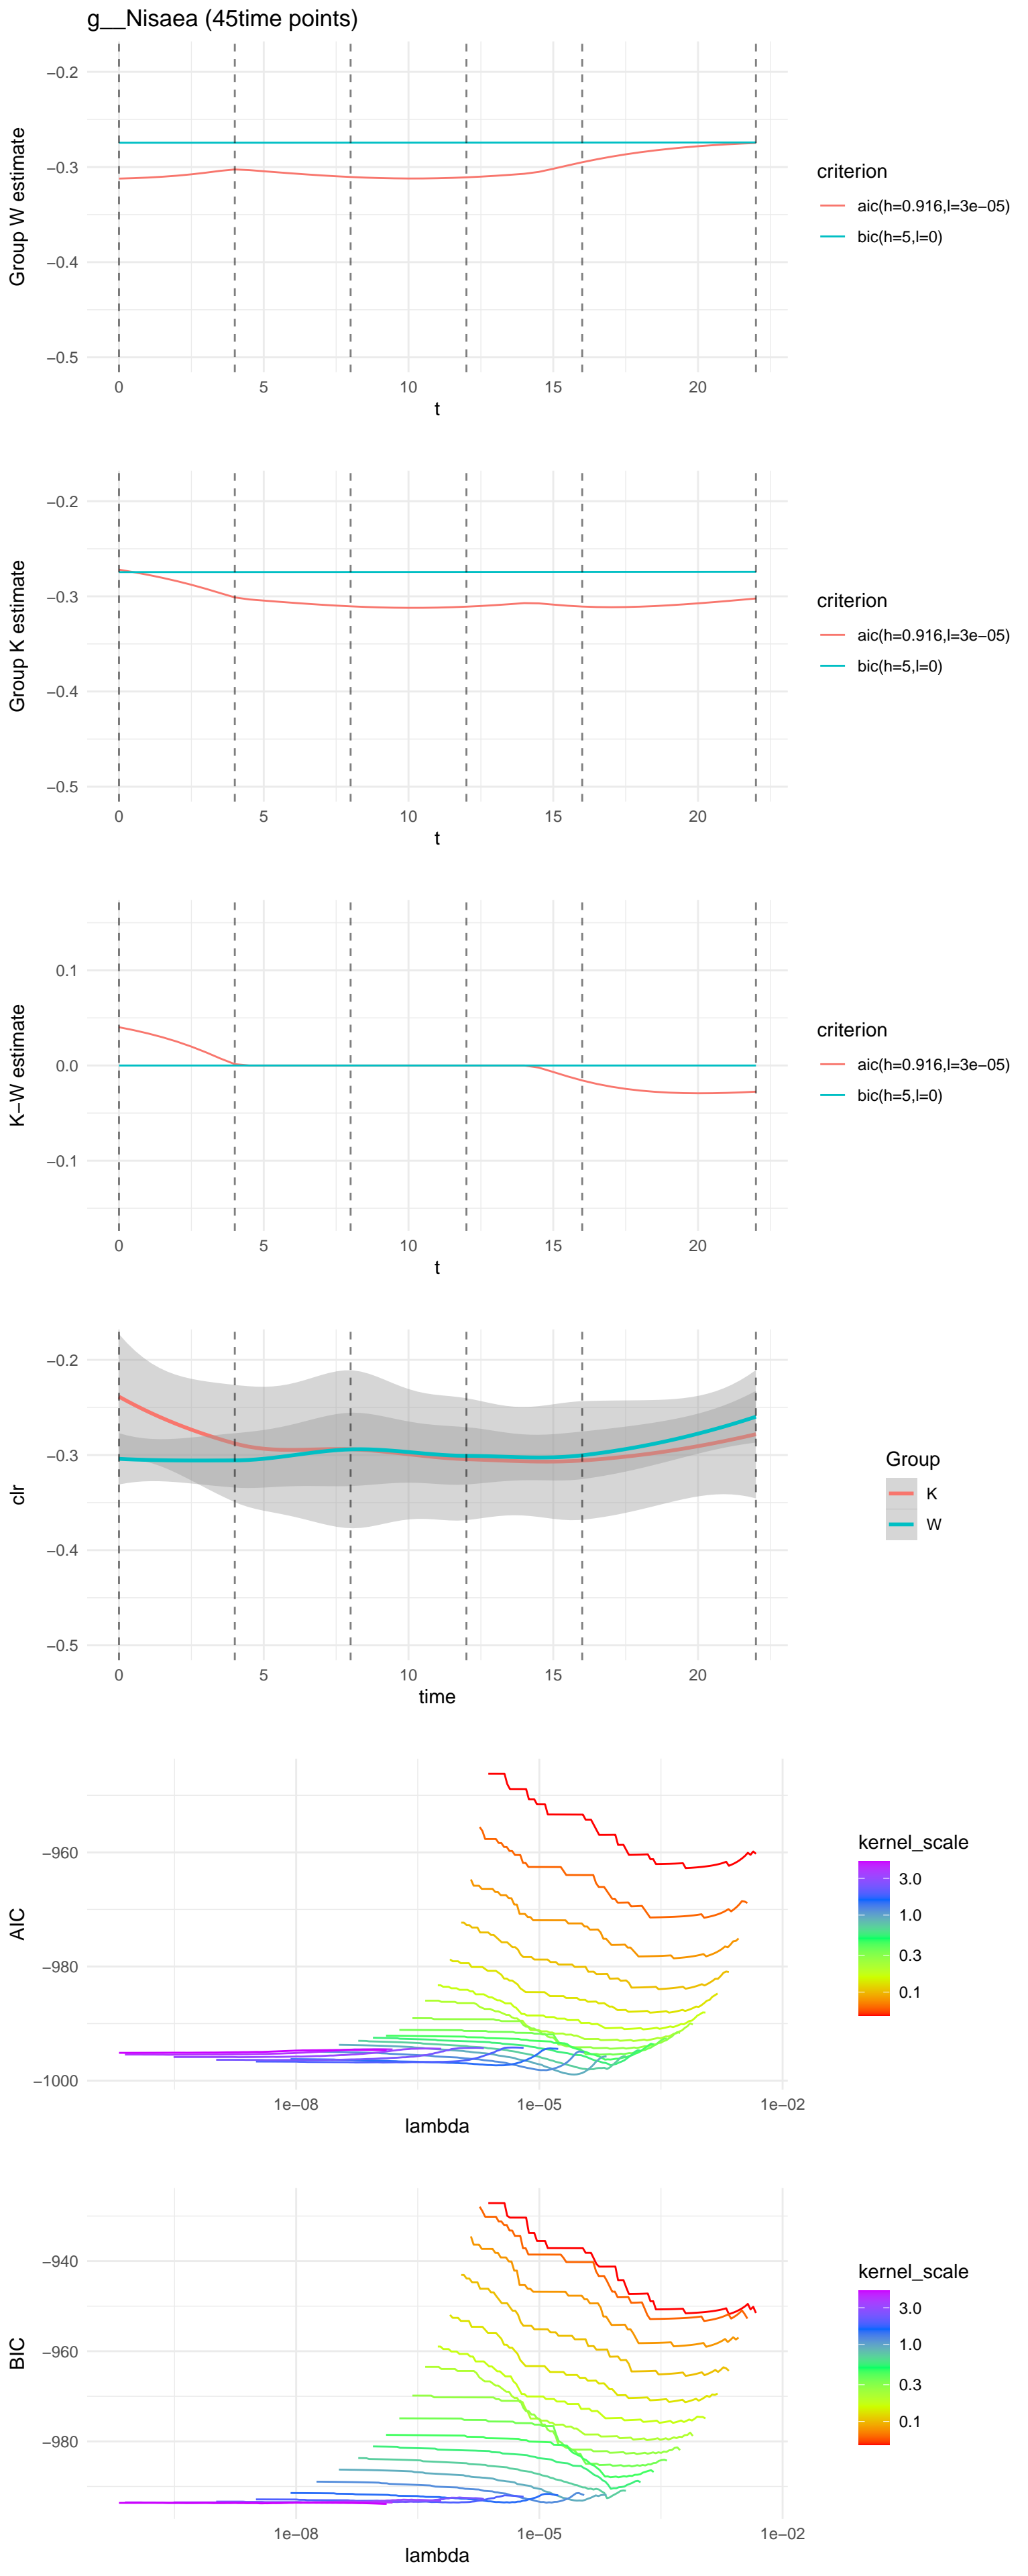 g__Nisaea (45time points)
−0.2
−0.3
−0.4
−0.5
Group W estimate
0 5 10 15 20
t
criterion
aic(h=0.916,l=3e−05)
bic(h=5,l=0)
−0.2
−0.3
−0.4
−0.5
Group K estimate
0 5 10 15 20
t
criterion
aic(h=0.916,l=3e−05)
bic(h=5,l=0)
0.1
0.0
−0.1
K−W estimate
0 5 10 15 20
t
criterion
aic(h=0.916,l=3e−05)
bic(h=5,l=0)
−0.2
−0.3
−0.4
−0.5
clr
0 5 10 15 20
time
Group
K
W
−960
−980
−1000
AIC
1e−08 1e−05 1e−02
lambda
kernel_scale
3.0
1.0
0.3
0.1
−940
−960
−980
BIC
1e−08 1e−05 1e−02
lambda
kernel_scale
3.0
1.0
0.3
0.1